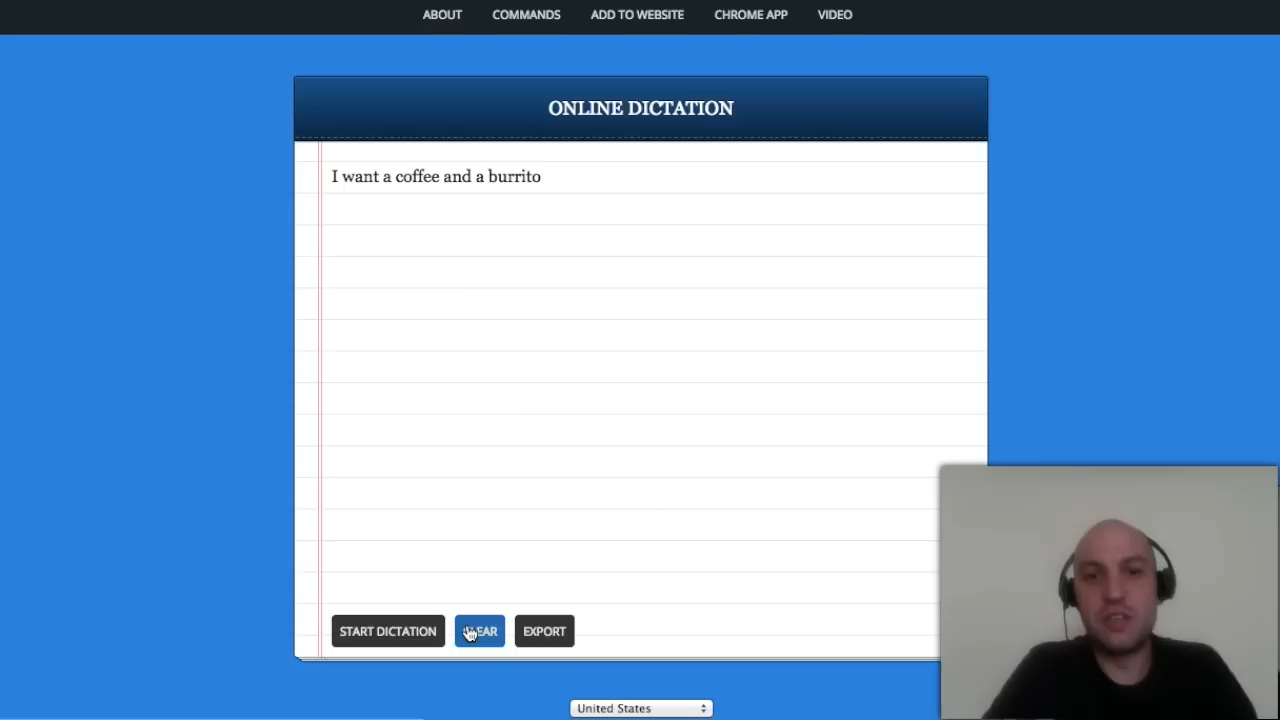 ABOUT COMMANDS ADD TO WEBSITE CHROME APP VIDEO
ONLINE DICTATION
I want a coffee and a burrito
START DICTATION CLEAR EXPORT
United States